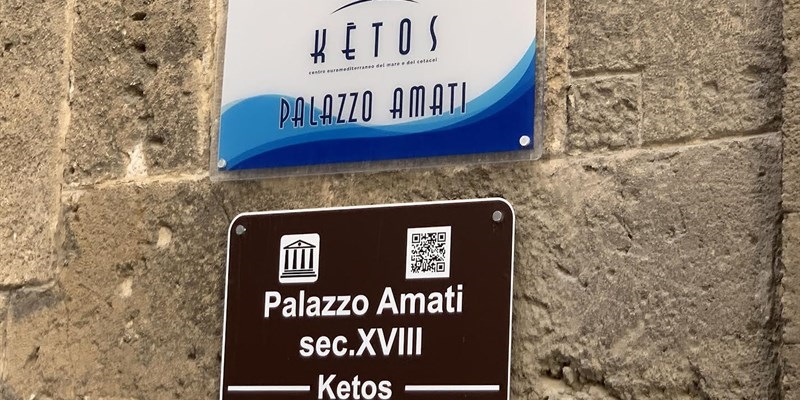 KĒTOS
centro euromediterraneo del mare e dei cetacei
PALAZZO AMATI
Palazzo Amati
sec.XVIII
Ketos